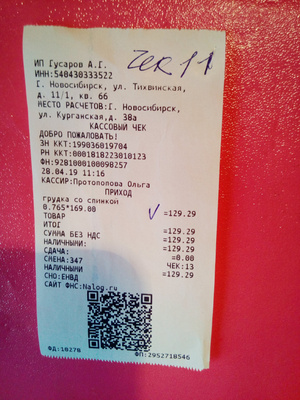 ИП Гусаров А.Г.
Чек 11
ИНН:540430333522
Г. Новосибирск, ул. Тихвинская,
д. 11/1, кв. 66
МЕСТО РАСЧЕТОВ:Г. Новосибирск,
ул. Курганская,д. 38а
КАССОВЫЙ ЧЕК
ДОБРО ПОЖАЛОВАТЬ!
ЗН ККТ:199036019704
РН ККТ:0001818223010123
ФН:9281000100098257
28.04.19 11:16
КАССИР:Протопопова Ольга
ПРИХОД
грудка со спинкой
0.765*169.00 =129.29
ТОВАР
ИТОГ =129.29
СУММА БЕЗ НДС =129.29
НАЛИЧНЫМИ: =129.29
СДАЧА: =0.00
СМЕНА:347 ЧЕК:13
НАЛИЧНЫМИ =129.29
СНО:ЕНВД
САЙТ ФНС:Nalog.ru
ФД:10278 ФП:2952718546